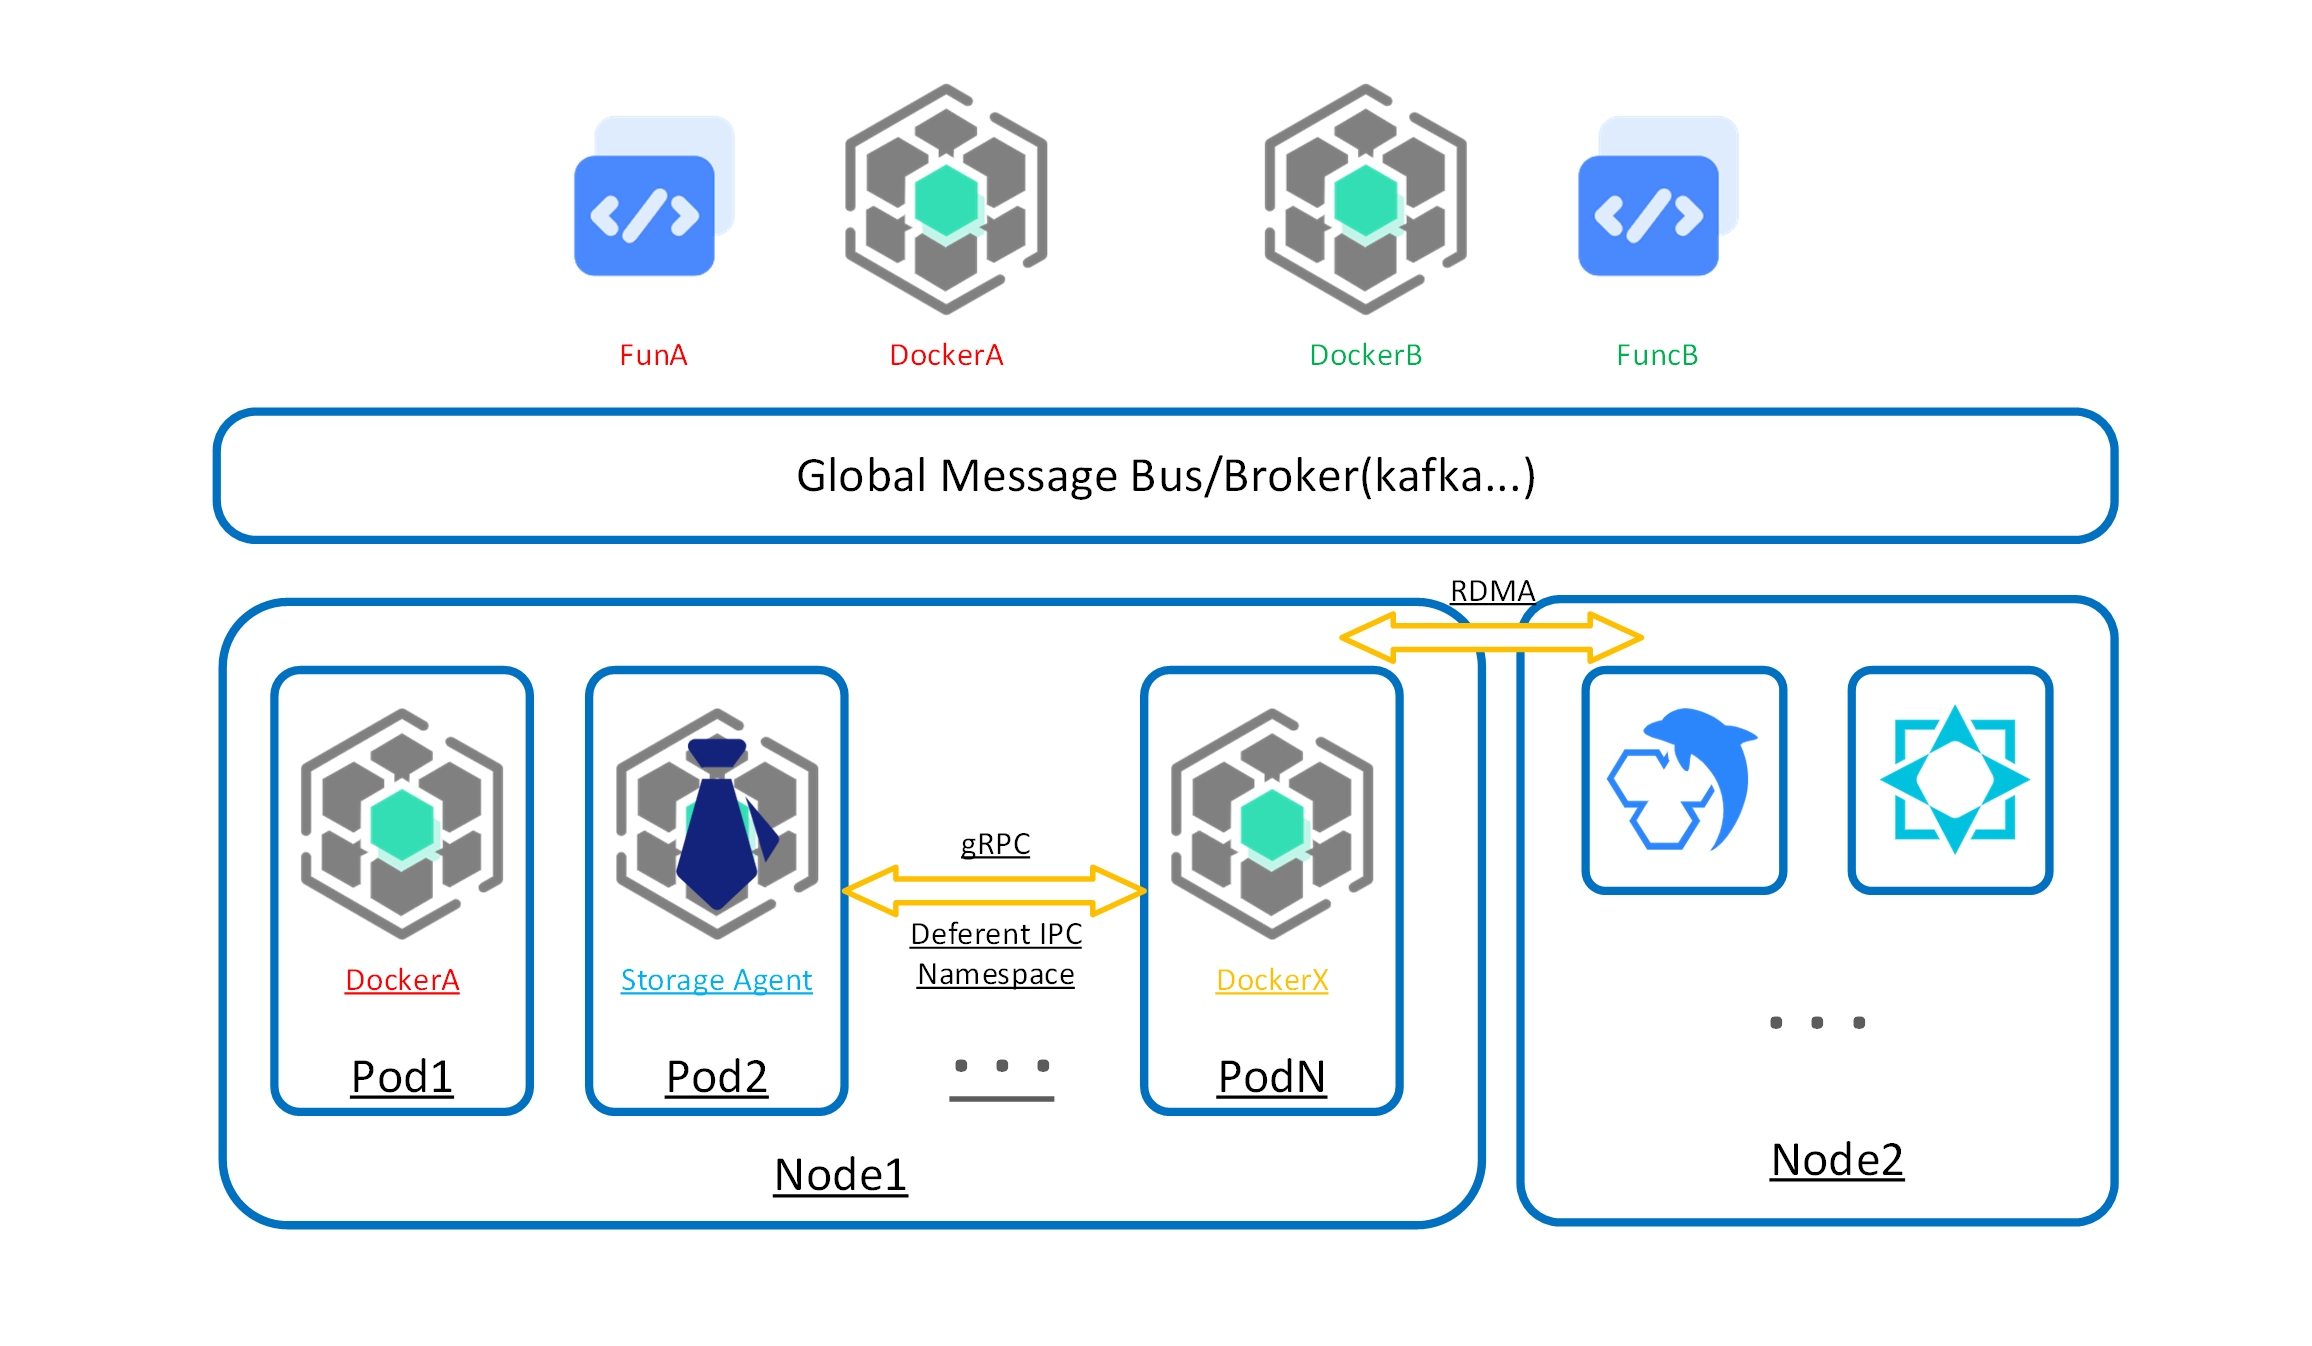 FunA
DockerA
DockerB
FuncB
Global Message Bus/Broker(kafka...)
RDMA
gRPC
Deferent IPC
Namespace
DockerA
Storage Agent
DockerX
...
...
Pod1
Pod2
PodN
Node1
Node2